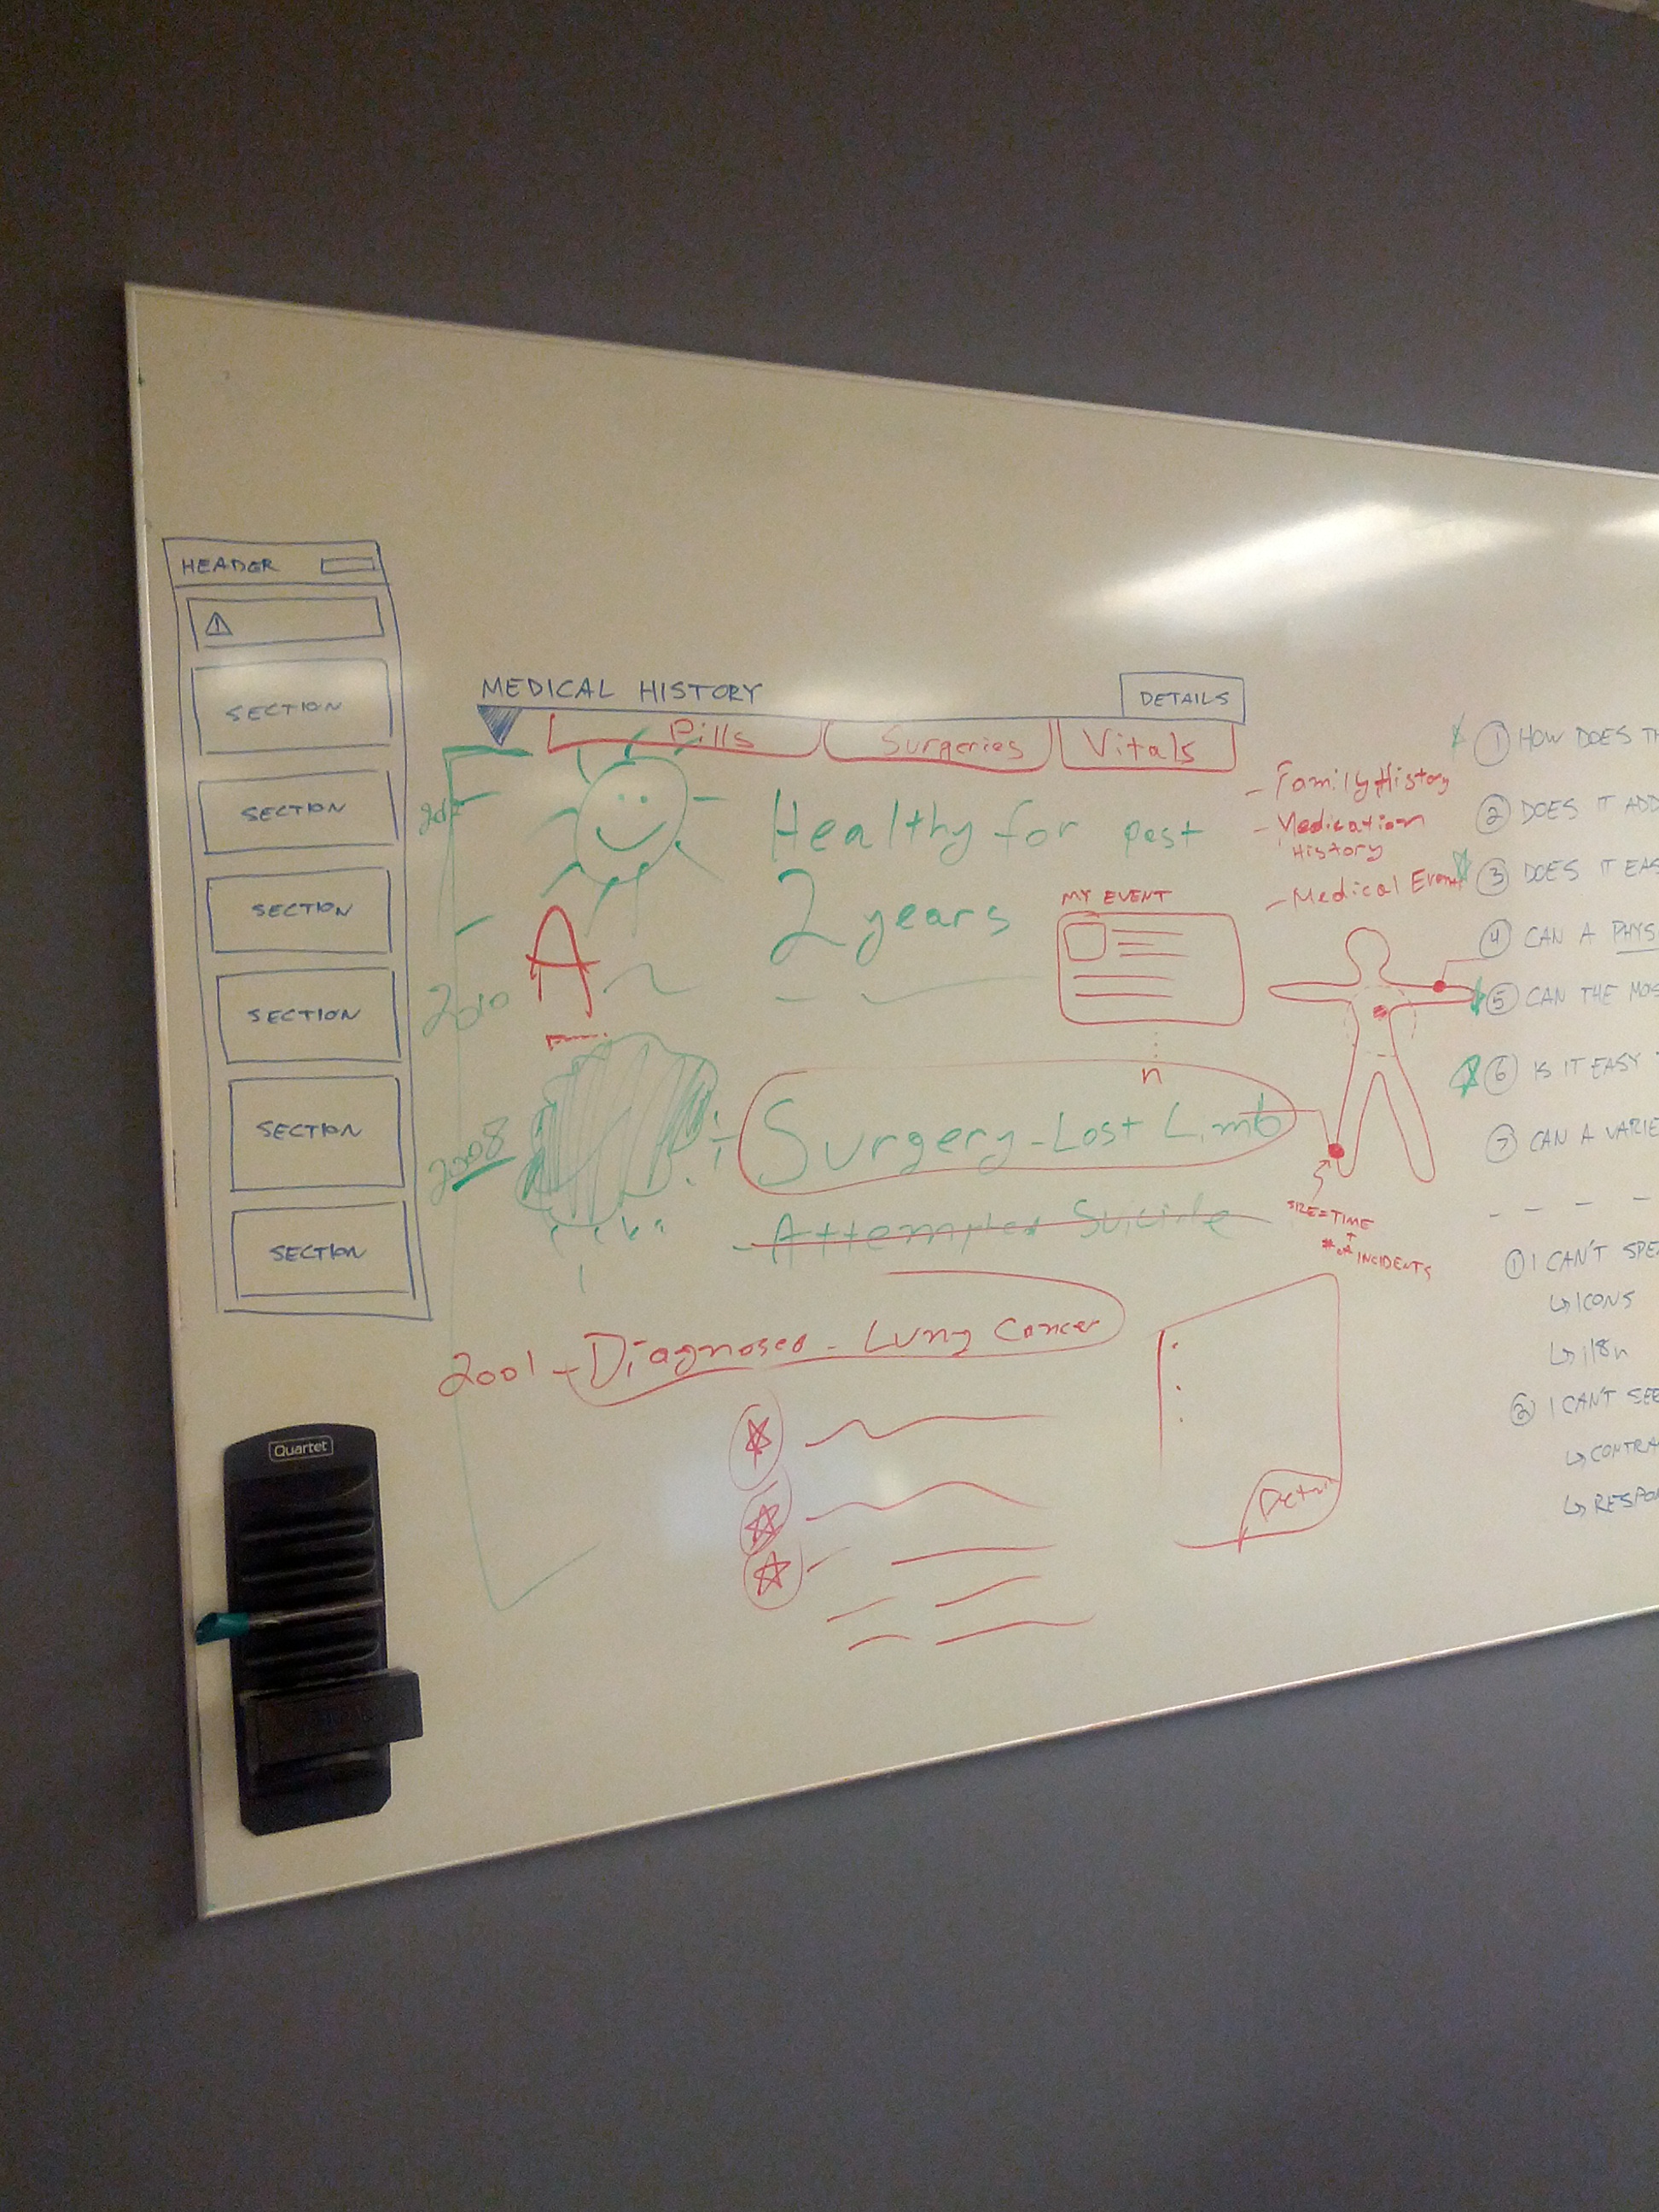 HEADER
SECTION
SECTION
SECTION
SECTION
SECTION
SECTION
MEDICAL HISTORY
DETAILS
Pills
Surgeries
Vitals
Healthy for past
2 years
2010
A
2008
Surgery - Lost Limb
- Attempted Suicide
2001 - Diagnosed - Lung Cancer
MY EVENT
n
- Family History
- Medication
History
- Medical Event
SIZE = TIME
+
# of INCIDENTS
Detail
1 HOW DOES TH
2 DOES IT ADD
3 DOES IT EAS
4 CAN A PHYS
5 CAN THE MOS
6 IS IT EASY T
7 CAN A VARIE
1 I CAN'T SPE
↳ ICONS
↳ i18n
2 I CAN'T SEE
↳ CONTRA
↳ RESPO
Quartet